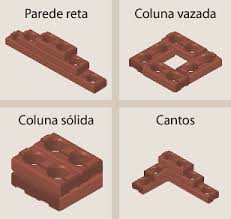 Parede reta
Coluna vazada
Coluna sólida
Cantos